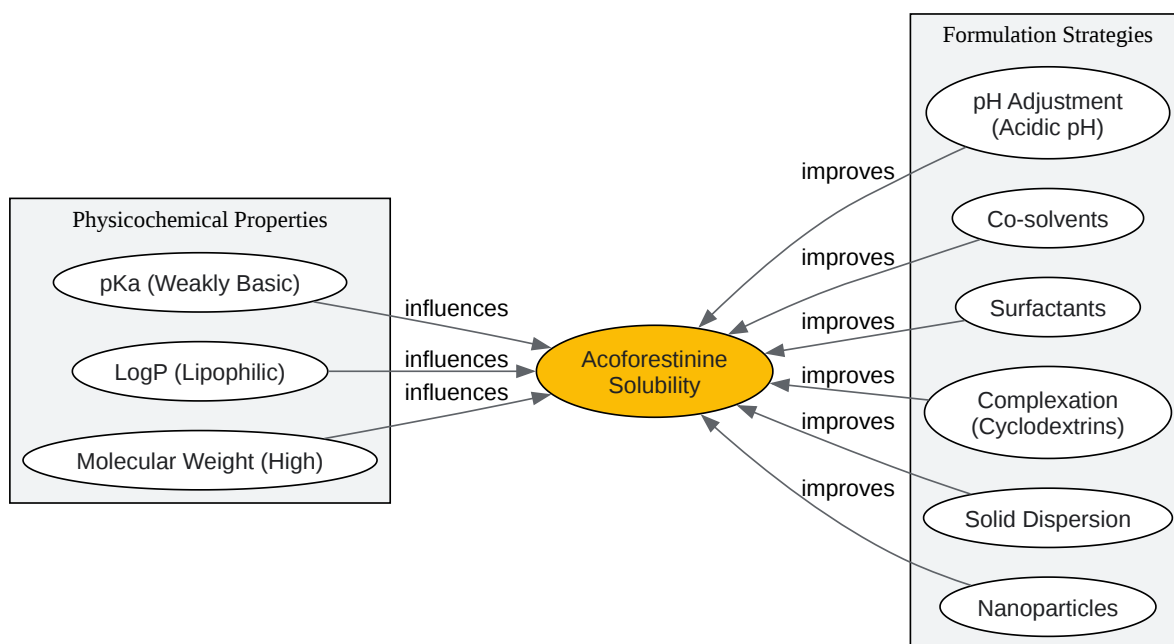 Physicochemical Properties
pKa (Weakly Basic)
LogP (Lipophilic)
Molecular Weight (High)
influences
influences
influences
Acoforestinine
Solubility
improves
improves
improves
improves
improves
improves
Formulation Strategies
pH Adjustment
(Acidic pH)
Co-solvents
Surfactants
Complexation
(Cyclodextrins)
Solid Dispersion
Nanoparticles